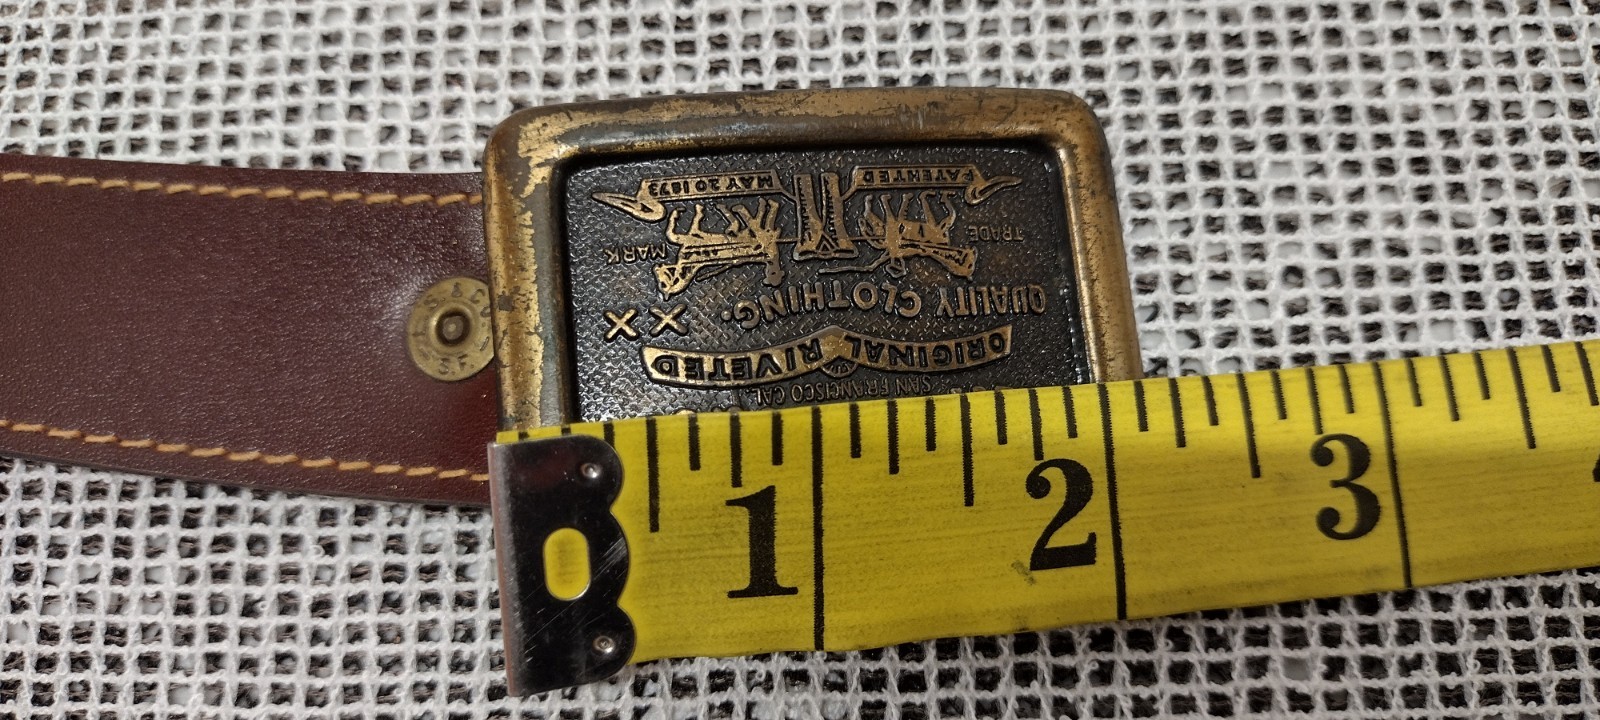 SAN FRANCISCO CAL.
ORIGINAL RIVETED
QUALITY CLOTHING. XX
TRADE MARK
PATENTED MAY 20 1873
L.S.&CO.
S.F.
1 2 3